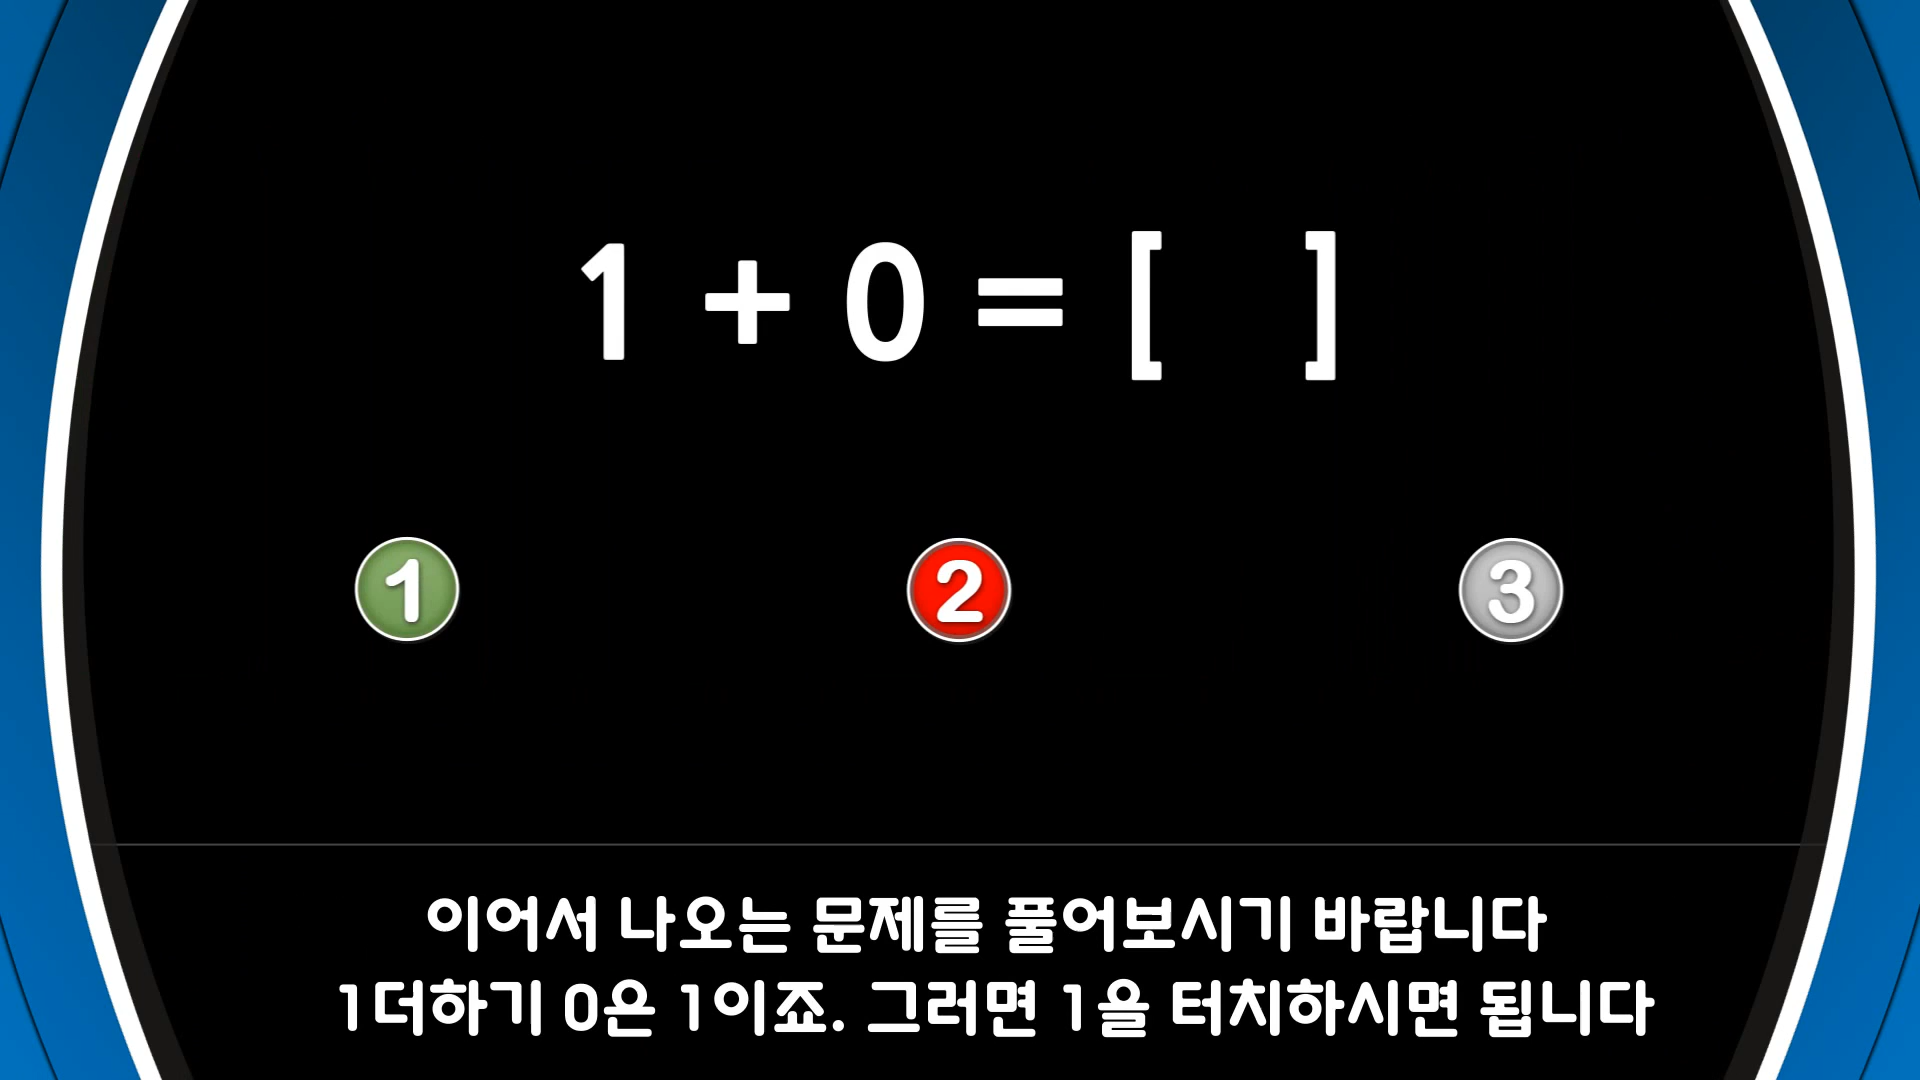 1 + 0 = [ ]
1 2 3
이어서 나오는 문제를 풀어보시기 바랍니다
1더하기 0은 1이죠. 그러면 1을 터치하시면 됩니다